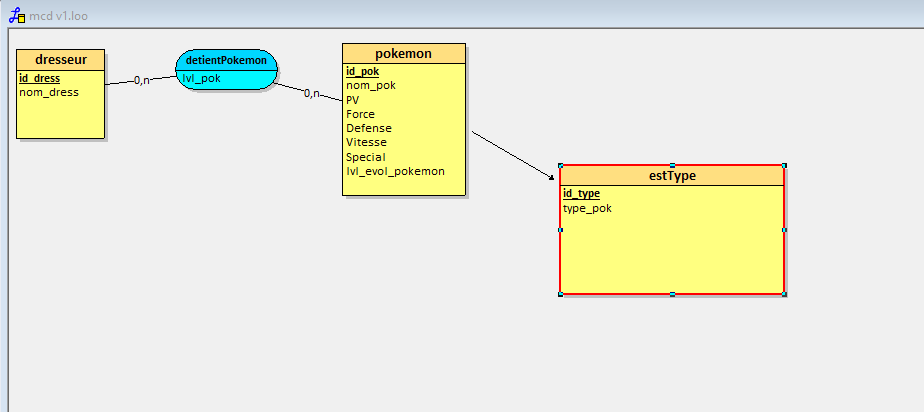 mcd v1.loo
dresseur
id_dress
nom_dress
0,n
detientPokemon
lvl_pok
0,n
pokemon
id_pok
nom_pok
PV
Force
Defense
Vitesse
Special
lvl_evol_pokemon
estType
id_type
type_pok